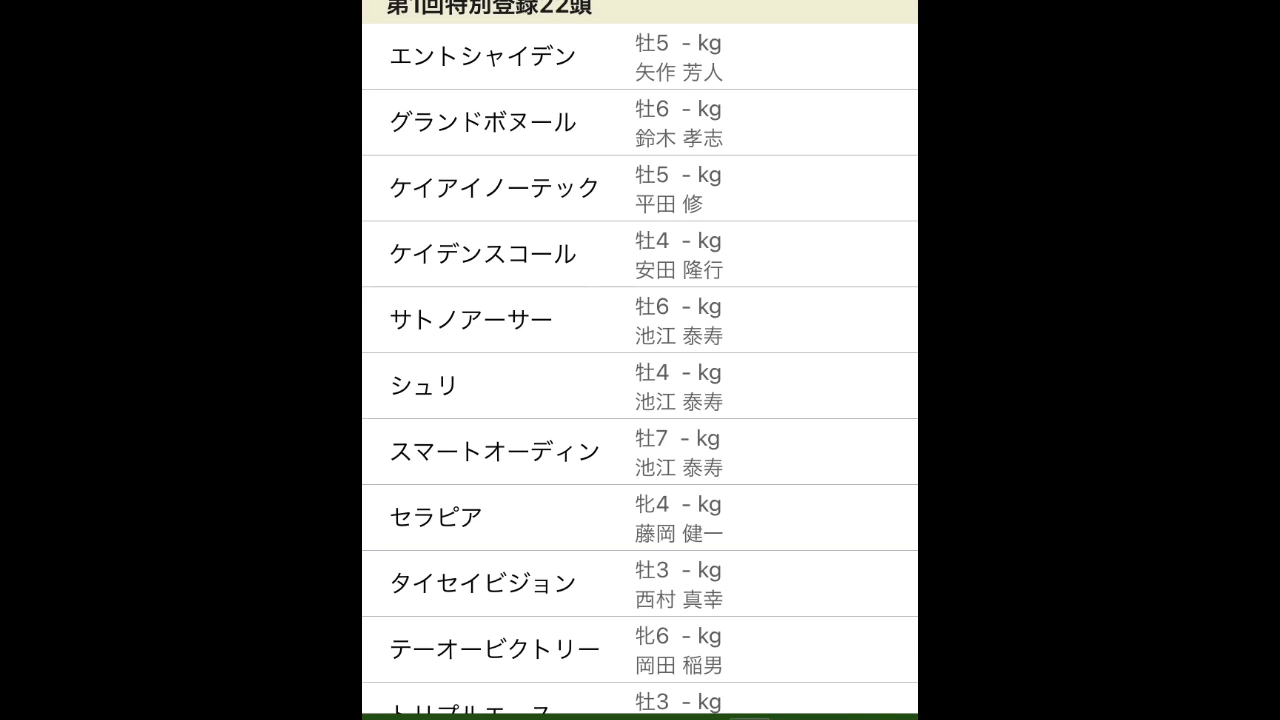 第1回特別登録22頭
エントシャイデン
牡5 - kg
矢作 芳人
グランドボヌール
牡6 - kg
鈴木 孝志
ケイアイノーテック
牡5 - kg
平田 修
ケイデンスコール
牡4 - kg
安田 隆行
サトノアーサー
牡6 - kg
池江 泰寿
シュリ
牡4 - kg
池江 泰寿
スマートオーディン
牡7 - kg
池江 泰寿
セラピア
牝4 - kg
藤岡 健一
タイセイビジョン
牡3 - kg
西村 真幸
テーオービクトリー
牝6 - kg
岡田 稲男
トリプルエース
牡3 - kg